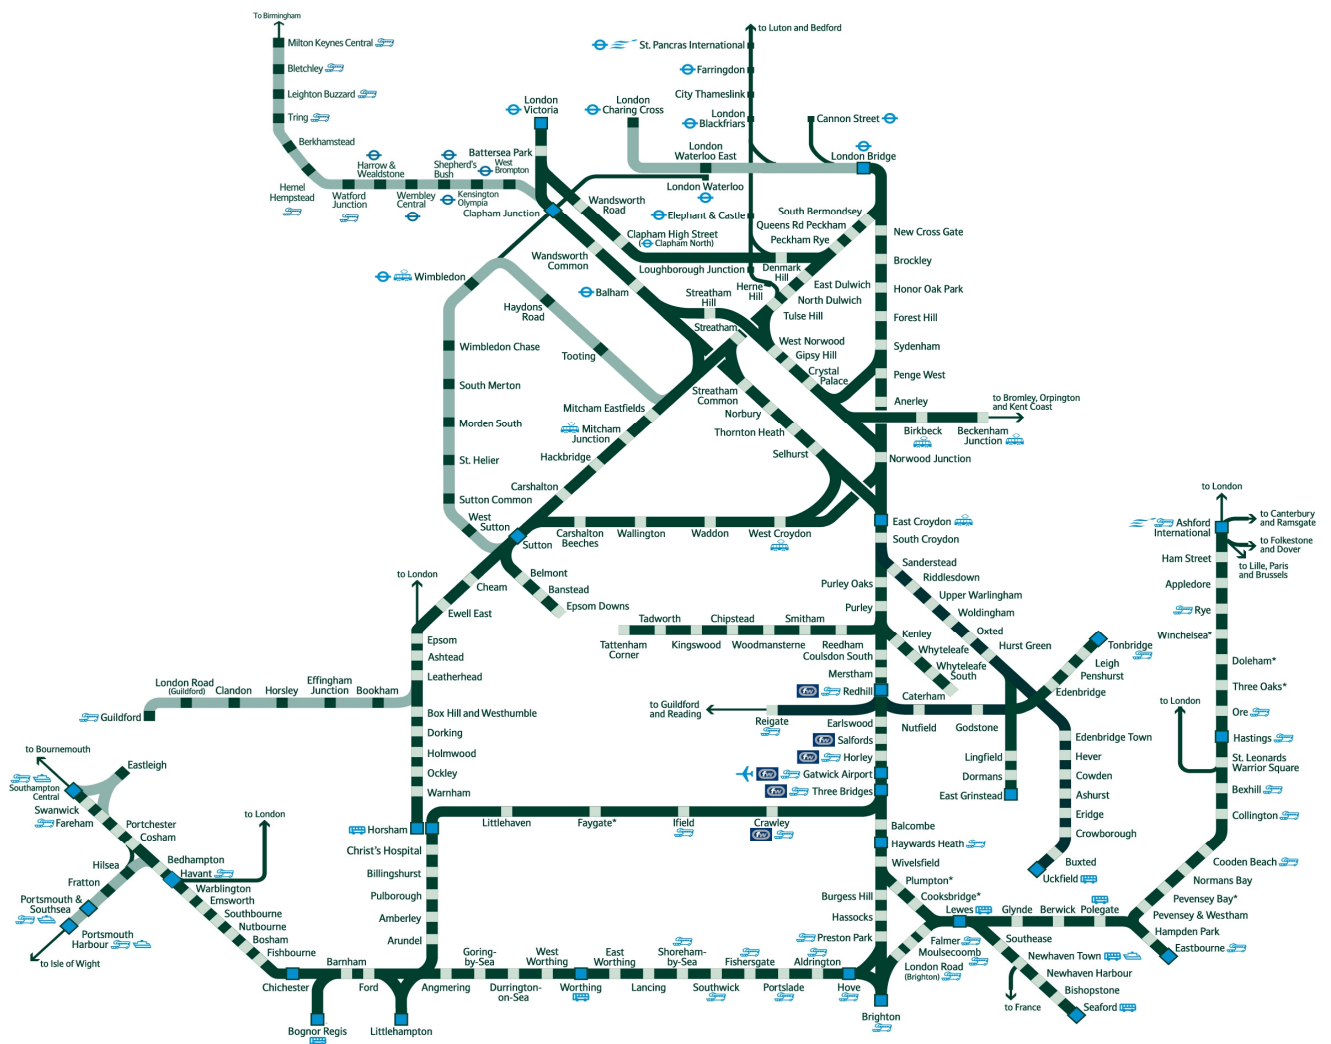 To Birmingham
Milton Keynes Central
Bletchley
Leighton Buzzard
Tring
Berkhamstead
Hemel
Hempstead
Harrow &
Wealdstone
Watford
Junction
Wembley
Central
Shepherd's
Bush
Kensington
Olympia
West
Brompton
Clapham Junction
London
Victoria
Battersea Park
London
Charing Cross
to Luton and Bedford
St. Pancras International
Farringdon
City Thameslink
London
Blackfriars
Cannon Street
London Bridge
London
Waterloo East
London Waterloo
Elephant & Castle
Wandsworth
Road
Clapham High Street
(Clapham North)
Loughborough Junction
Denmark
Hill
Herne
Hill
South Bermondsey
Queens Rd Peckham
Peckham Rye
East Dulwich
North Dulwich
Tulse Hill
New Cross Gate
Brockley
Honor Oak Park
Forest Hill
Sydenham
Penge West
Anerley
Wandsworth
Common
Balham
Streatham
Hill
Streatham
West Norwood
Gipsy Hill
Crystal
Palace
Wimbledon
Haydons
Road
Tooting
Wimbledon Chase
South Merton
Morden South
St. Helier
Sutton Common
West
Sutton
Mitcham Eastfields
Mitcham
Junction
Hackbridge
Carshalton
Streatham
Common
Norbury
Thornton Heath
Selhurst
to Bromley, Orpington
and Kent Coast
Birkbeck
Beckenham
Junction
Norwood Junction
Sutton
Carshalton
Beeches
Wallington
Waddon
West Croydon
East Croydon
South Croydon
Cheam
Belmont
Banstead
Epsom Downs
Ewell East
to London
Epsom
Ashtead
Leatherhead
London Road
(Guildford)
Clandon
Horsley
Effingham
Junction
Bookham
Guildford
Box Hill and Westhumble
Dorking
Holmwood
Ockley
Warnham
Horsham
Purley Oaks
Purley
Sanderstead
Riddlesdown
Upper Warlingham
Woldingham
Oxted
Hurst Green
Tattenham
Corner
Tadworth
Kingswood
Chipstead
Woodmansterne
Smitham
Reedham
Coulsdon South
Merstham
Redhill
Kenley
Whyteleafe
Whyteleafe
South
Caterham
to Guildford
and Reading
Reigate
Nutfield
Godstone
Edenbridge
Penshurst
Leigh
Tonbridge
Earlswood
Salfords
Horley
Gatwick Airport
Three Bridges
Lingfield
Dormans
East Grinstead
Edenbridge Town
Hever
Cowden
Ashurst
Eridge
Crowborough
Buxted
Uckfield
Littlehaven
Faygate*
Ifield
Crawley
Balcombe
Haywards Heath
Wivelsfield
Burgess Hill
Hassocks
Preston Park
Plumpton*
Cooksbridge*
Lewes
Falmer
Moulsecoomb
London Road
(Brighton)
Brighton
Glynde
Berwick
Polegate
Southease
Newhaven Town
Newhaven Harbour
Bishopstone
Seaford
to France
to London
Ashford
International
to Canterbury
and Ramsgate
to Folkestone
and Dover
to Lille, Paris
and Brussels
Ham Street
Appledore
Rye
Winchelsea*
Doleham*
Three Oaks*
Ore
to London
Hastings
St. Leonards
Warrior Square
Bexhill
Collington
Cooden Beach
Normans Bay
Pevensey Bay*
Pevensey & Westham
Hampden Park
Eastbourne
Christ's Hospital
Billingshurst
Pulborough
Amberley
Arundel
to Bournemouth
Eastleigh
Southampton
Central
Swanwick
Fareham
Portchester
Cosham
to London
Hilsea
Fratton
Portsmouth &
Southsea
Portsmouth
Harbour
to Isle of Wight
Bedhampton
Havant
Warblington
Emsworth
Southbourne
Nutbourne
Bosham
Fishbourne
Chichester
Barnham
Ford
Bognor Regis
Littlehampton
Angmering
Goring-
by-Sea
Durrington-
on-Sea
West
Worthing
Worthing
East
Worthing
Lancing
Shoreham-
by-Sea
Southwick
Fishersgate
Portslade
Aldrington
Hove